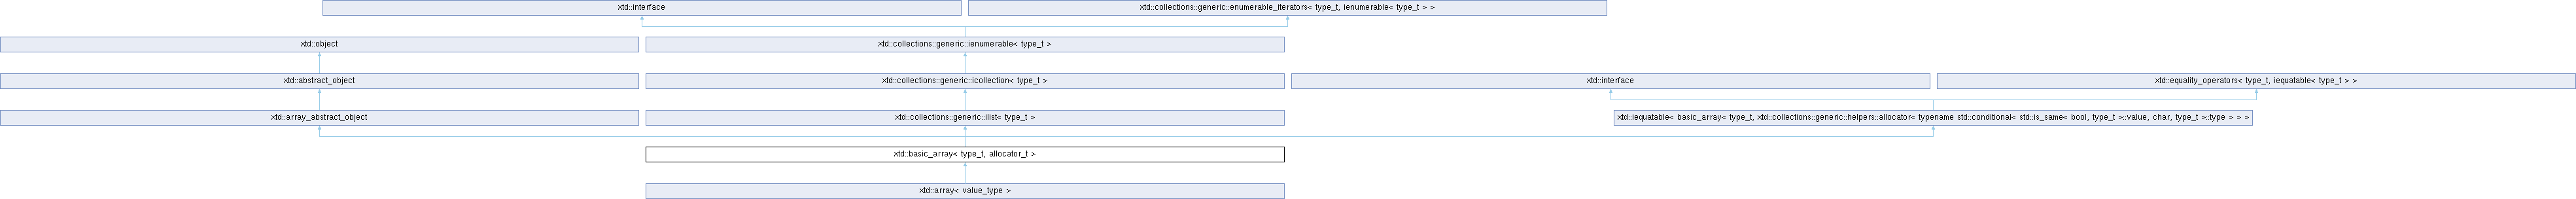 xtd::interface
xtd::collections::generic::enumerable_iterators< type_t, ienumerable< type_t > >
xtd::object
xtd::collections::generic::ienumerable< type_t >
xtd::abstract_object
xtd::collections::generic::icollection< type_t >
xtd::interface
xtd::equality_operators< type_t, iequatable< type_t > >
xtd::array_abstract_object
xtd::collections::generic::ilist< type_t >
xtd::iequatable< basic_array< type_t, xtd::collections::generic::helpers::allocator< typename std::conditional< std::is_same< bool, type_t >::value, char, type_t >::type > > >
xtd::basic_array< type_t, allocator_t >
xtd::array< value_type >